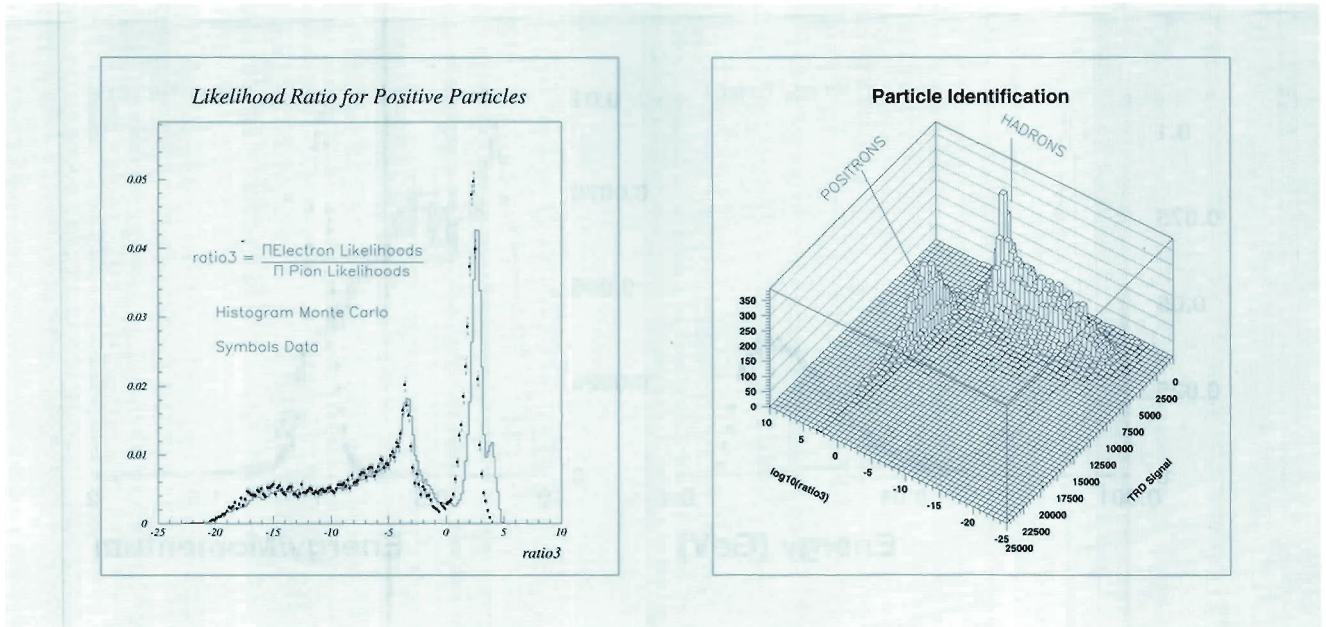 Likelihood Ratio for Positive Particles
0.05
0.04
0.03
0.02
0.01
0
ratio3 = ΠElectron Likelihoods
Π Pion Likelihoods
Histogram Monte Carlo
Symbols Data
-25 -20 -15 -10 -5 0 5 10
ratio3
Particle Identification
POSITRONS
HADRONS
350
300
250
200
150
100
50
0
10
5
0
-5
-10
-15
-20
-25
log10(ratio3)
0
2500
5000
7500
10000
12500
15000
17500
20000
22500
25000
TRD Signal